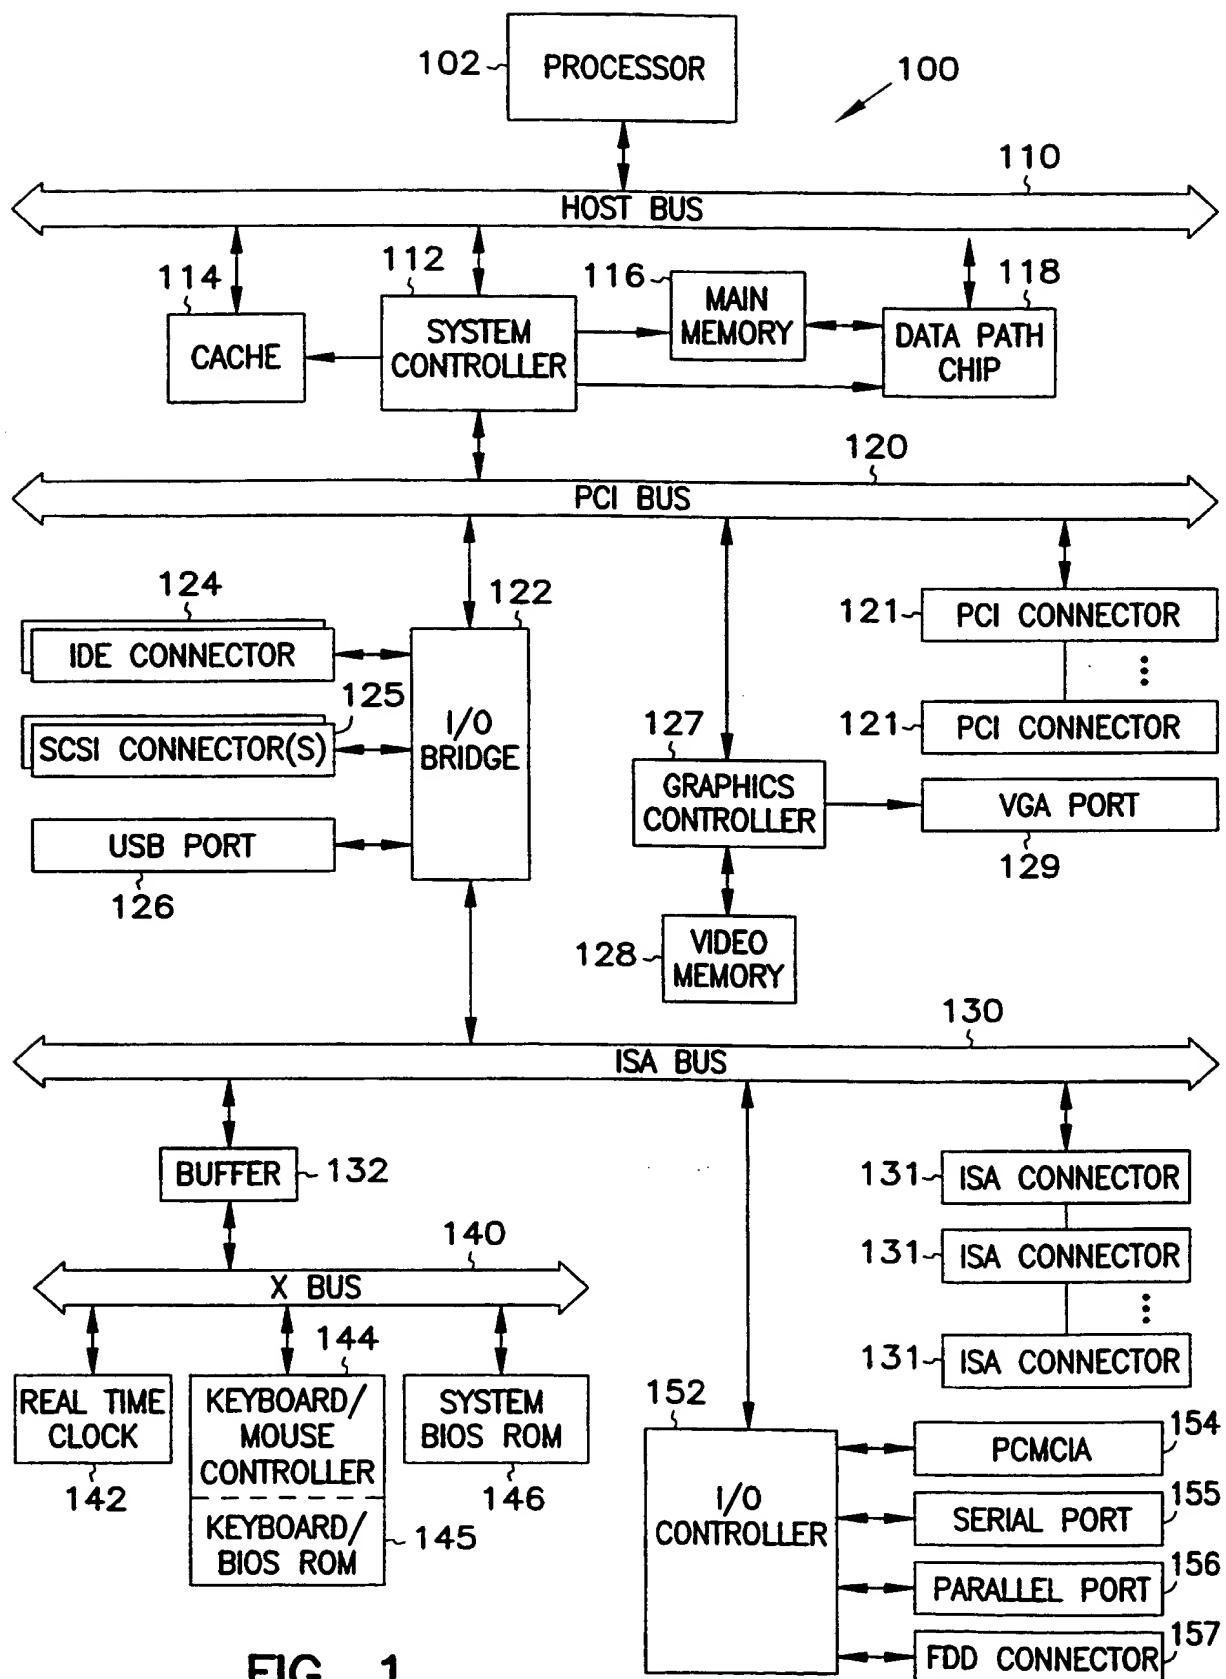 102
PROCESSOR
100
110
HOST BUS
114
112
116
118
CACHE
SYSTEM
CONTROLLER
MAIN
MEMORY
DATA PATH
CHIP
120
PCI BUS
124
122
IDE CONNECTOR
121
PCI CONNECTOR
125
SCSI CONNECTOR(S)
I/O
BRIDGE
121
PCI CONNECTOR
127
GRAPHICS
CONTROLLER
VGA PORT
129
USB PORT
126
128
VIDEO
MEMORY
130
ISA BUS
BUFFER
132
131
ISA CONNECTOR
131
ISA CONNECTOR
131
ISA CONNECTOR
140
X BUS
144
REAL TIME
CLOCK
142
KEYBOARD/
MOUSE
CONTROLLER
KEYBOARD/
BIOS ROM
145
SYSTEM
BIOS ROM
146
152
I/O
CONTROLLER
PCMCIA
154
SERIAL PORT
155
PARALLEL PORT
156
FDD CONNECTOR
157
FIG. 1